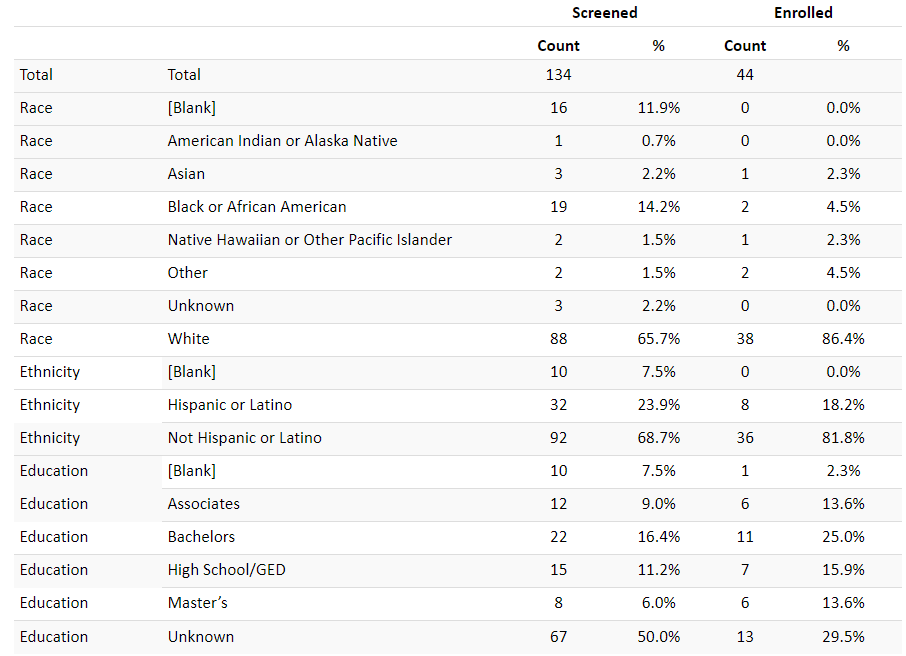 Screened Enrolled
Count % Count %
Total Total 134 44
Race [Blank] 16 11.9% 0 0.0%
Race American Indian or Alaska Native 1 0.7% 0 0.0%
Race Asian 3 2.2% 1 2.3%
Race Black or African American 19 14.2% 2 4.5%
Race Native Hawaiian or Other Pacific Islander 2 1.5% 1 2.3%
Race Other 2 1.5% 2 4.5%
Race Unknown 3 2.2% 0 0.0%
Race White 88 65.7% 38 86.4%
Ethnicity [Blank] 10 7.5% 0 0.0%
Ethnicity Hispanic or Latino 32 23.9% 8 18.2%
Ethnicity Not Hispanic or Latino 92 68.7% 36 81.8%
Education [Blank] 10 7.5% 1 2.3%
Education Associates 12 9.0% 6 13.6%
Education Bachelors 22 16.4% 11 25.0%
Education High School/GED 15 11.2% 7 15.9%
Education Master’s 8 6.0% 6 13.6%
Education Unknown 67 50.0% 13 29.5%